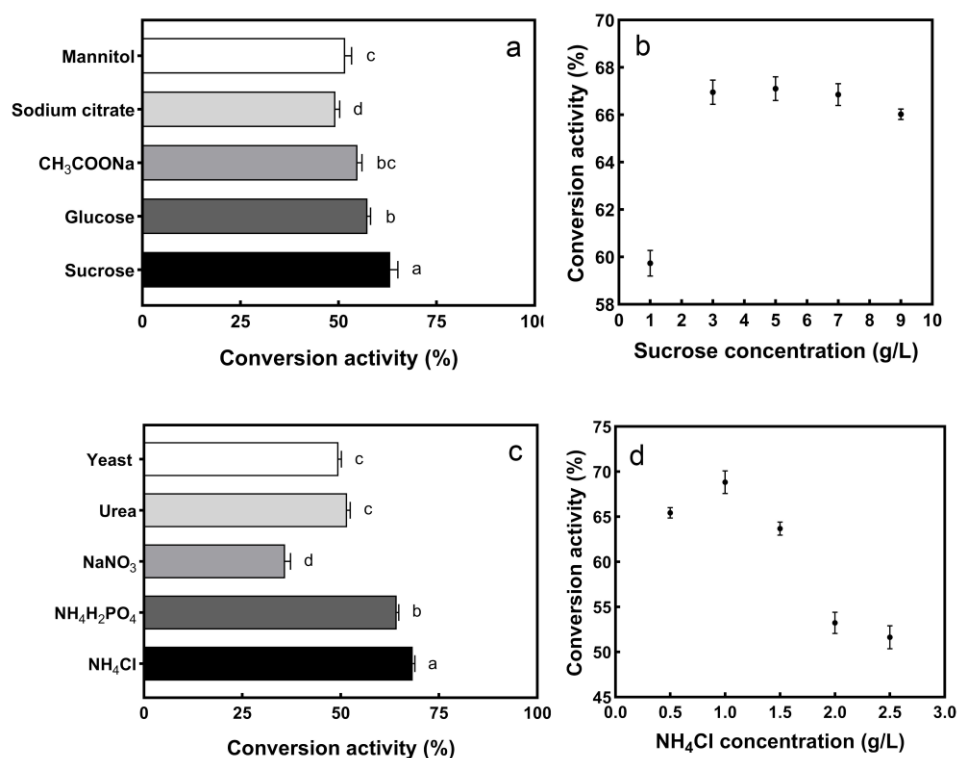 a
Mannitol
c
Sodium citrate
d
CH₃COONa
bc
Glucose
b
Sucrose
a
0 25 50 75 100
Conversion activity (%)
b
Conversion activity (%)
70
68
66
64
62
60
58
0 1 2 3 4 5 6 7 8 9 10
Sucrose concentration (g/L)
c
Yeast
c
Urea
c
NaNO₃
d
NH₄H₂PO₄
b
NH₄Cl
a
0 25 50 75 100
Conversion activity (%)
d
Conversion activity (%)
75
70
65
60
55
50
45
0.0 0.5 1.0 1.5 2.0 2.5 3.0
NH₄Cl concentration (g/L)